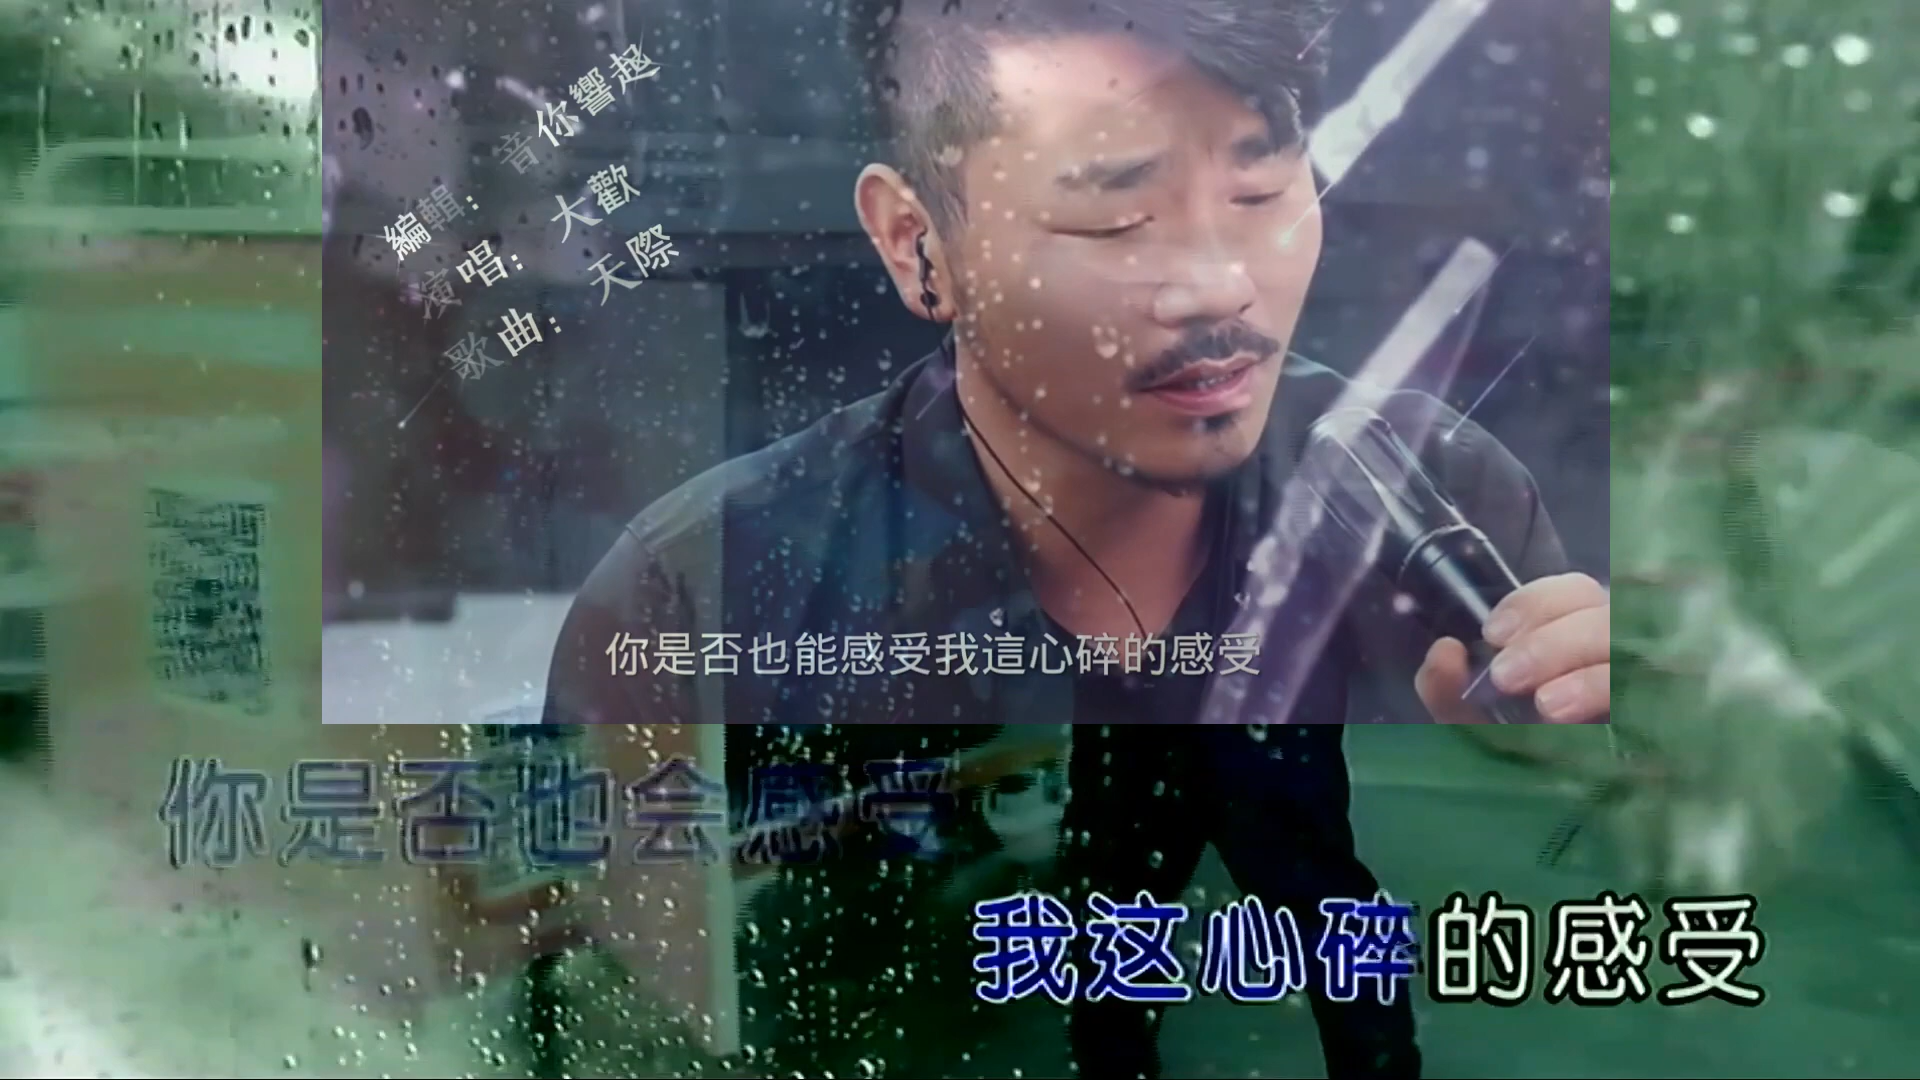 編輯： 音你響起
演唱： 大歡
歌曲： 天際
你是否也能感受我這心碎的感受
你是否也会感受
我这心碎的感受